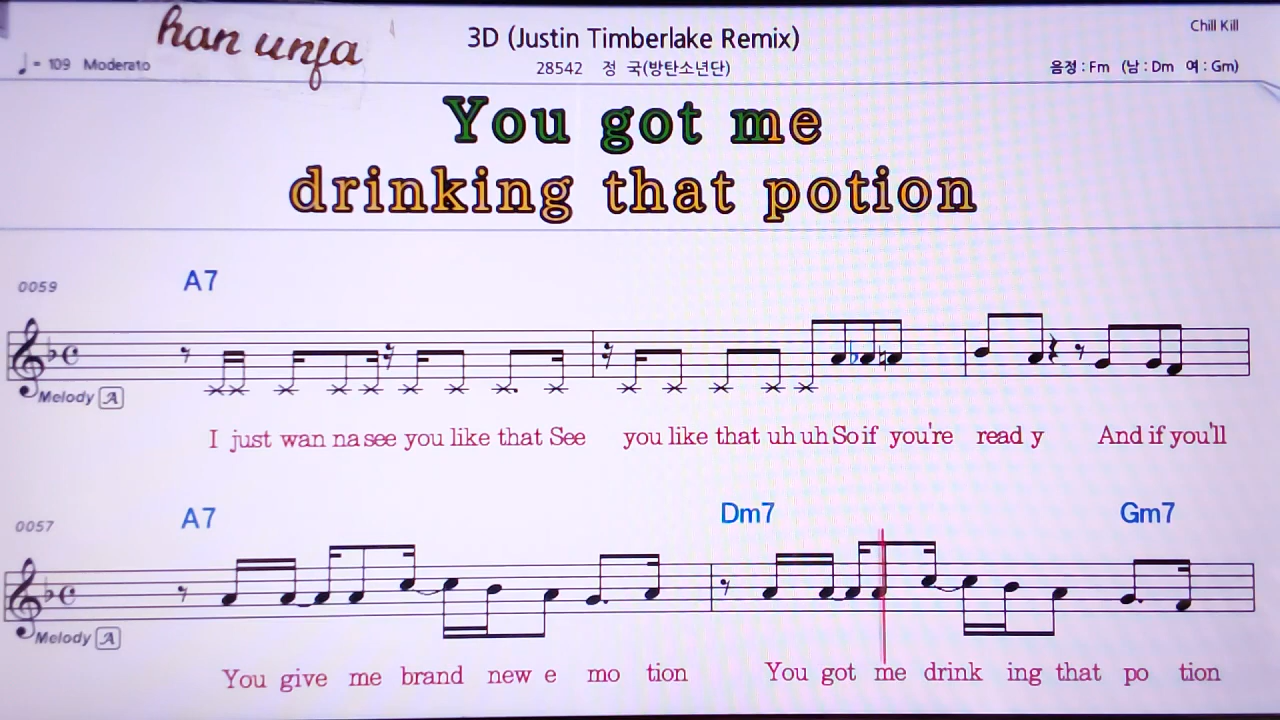 han unfa
3D (Justin Timberlake Remix)
Chill Kill
♩= 109 Moderato
28542 정 국(방탄소년단)
음정 : Fm (남 : Dm 여 : Gm)
You got me
drinking that potion
0059 A7
Melody A
I just wan na see you like that See you like that uh uh So if you're read y And if you'll
0057 A7 Dm7 Gm7
Melody A
You give me brand new e mo tion You got me drink ing that po tion